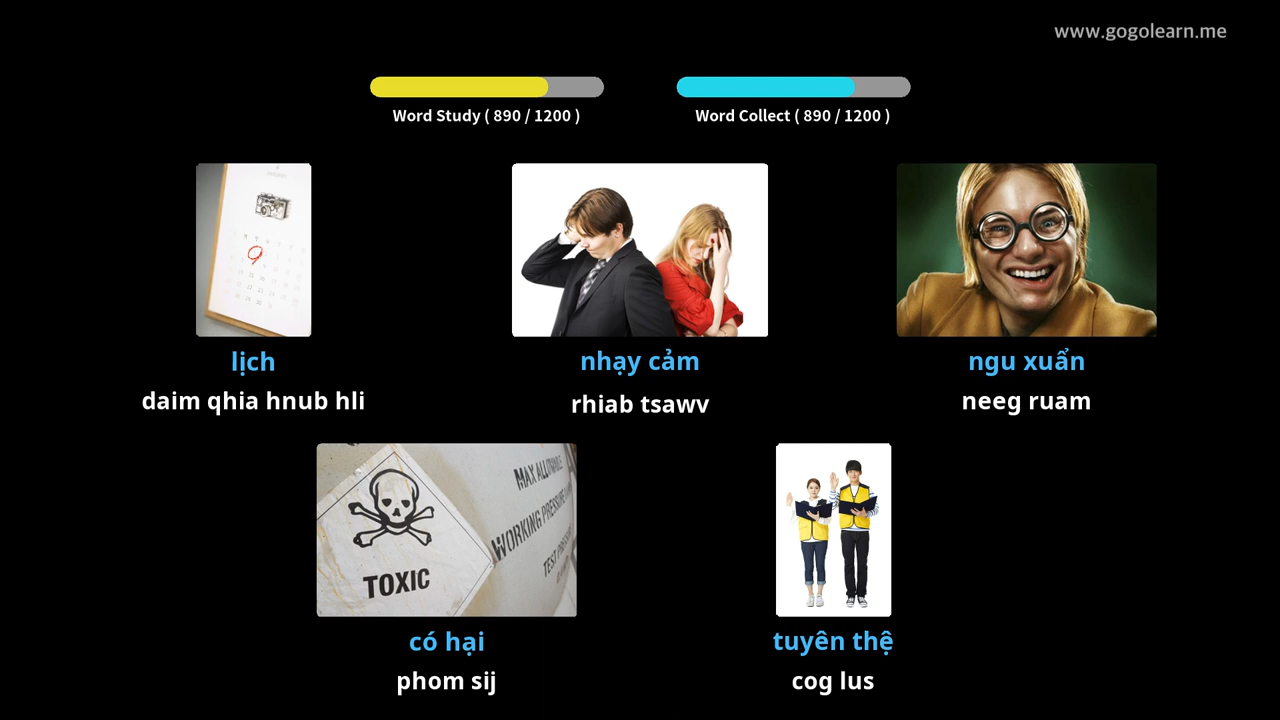 www.gogolearn.me
Word Study ( 890 / 1200 )
Word Collect ( 890 / 1200 )
lịch
daim qhia hnub hli
nhạy cảm
rhiab tsawv
ngu xuẩn
neeg ruam
MAX ALLOWABLE
WORKING PRESSURE
TEST
TOXIC
có hại
phom sij
tuyên thệ
cog lus